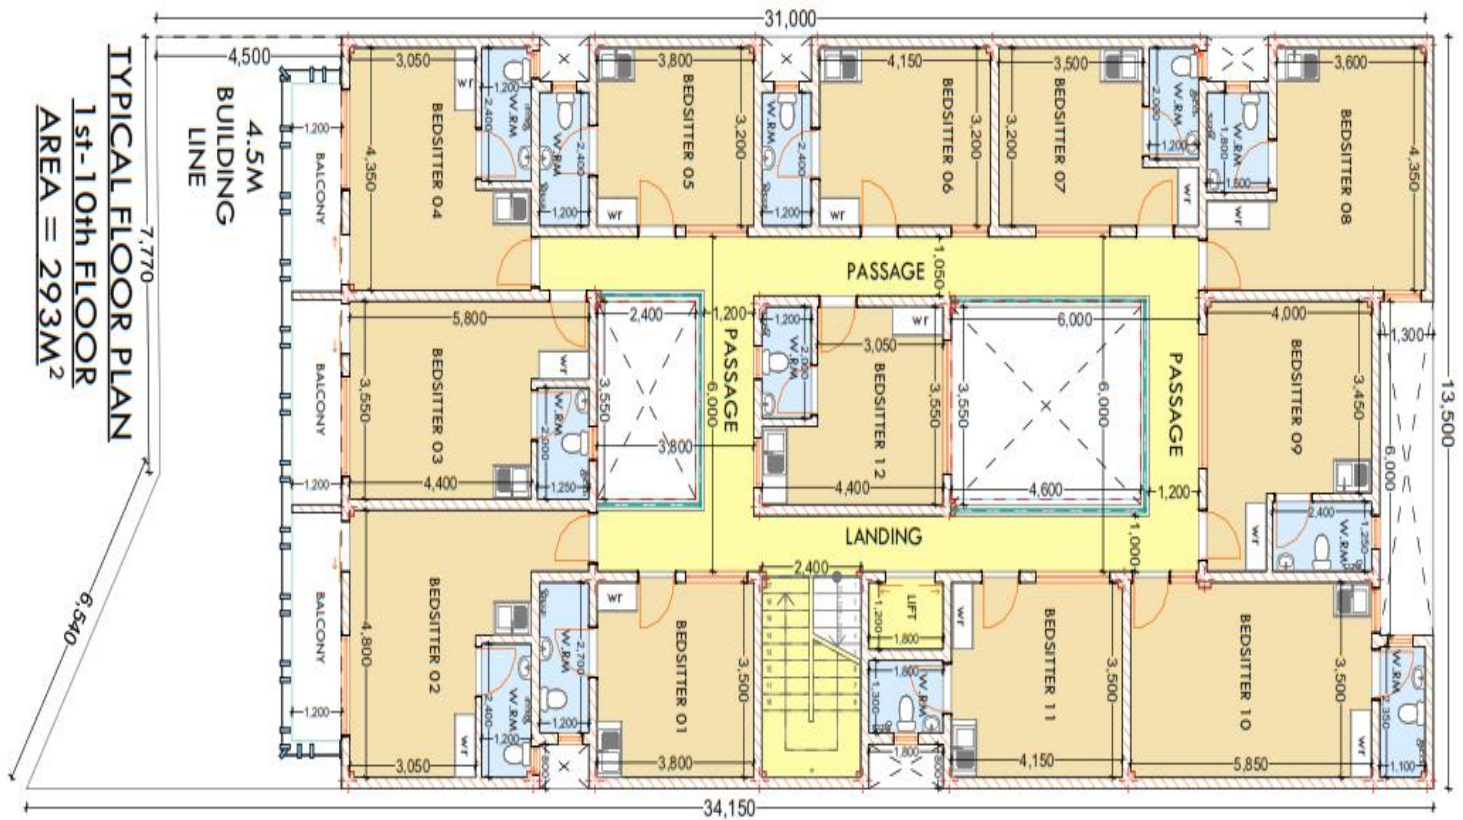 31,000
4,500
3,050
wr
1,200
2,400
W.RM
BEDSITTER 04
4,350
1,200
BALCONY
W.RM
2,400
1,200
3,800
BEDSITTER 05
3,200
wr
W.RM
2,400
1,200
4,150
BEDSITTER 06
3,200
wr
3,500
BEDSITTER 07
3,200
W.RM
2,000
1,200
wr
W.RM
1,800
1,500
wr
3,600
BEDSITTER 08
4,350
4.5M
BUILDING
LINE
7,770
TYPICAL FLOOR PLAN
1st-10th FLOOR
AREA = 293M²
PASSAGE
1,050
5,800
BEDSITTER 03
3,550
4,400
wr
W.RM
2,000
1,250
BALCONY
1,200
2,400
3,550
1,200
PASSAGE
6,000
3,800
1,200
W.RM
2,000
wr
3,050
BEDSITTER 12
3,550
4,400
6,000
3,550
4,600
6,000
PASSAGE
1,200
4,000
BEDSITTER 09
3,450
wr
2,400
W.RM
1,250
1,300
6,000
13,500
LANDING
1,000
BEDSITTER 02
4,800
3,050
wr
W.RM
2,400
1,200
BALCONY
1,200
W.RM
2,700
1,200
800
wr
BEDSITTER 01
3,500
3,800
2,400
LIFT
1,200
1,800
1,600
1,300
W.RM
1,800
wr
BEDSITTER 11
3,500
4,150
BEDSITTER 10
3,500
5,850
wr
W.RM
2,350
1,100
6,540
34,150